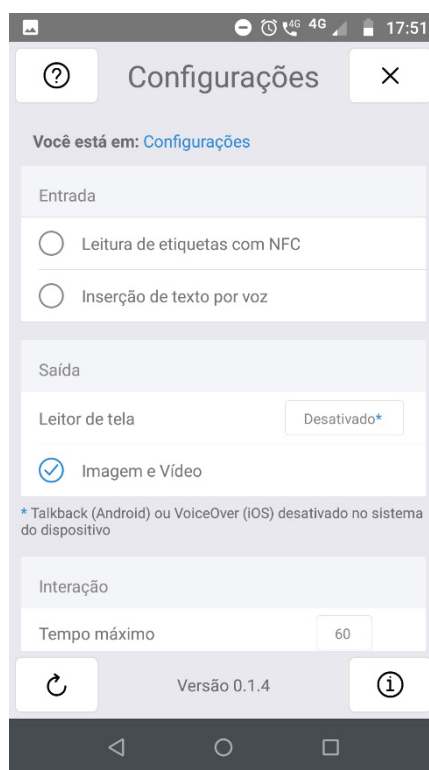 4G 4G 17:51
Configurações
Você está em: Configurações
Entrada
Leitura de etiquetas com NFC
Inserção de texto por voz
Saída
Leitor de tela Desativado*
Imagem e Vídeo
* Talkback (Android) ou VoiceOver (iOS) desativado no sistema
do dispositivo
Interação
Tempo máximo 60
Versão 0.1.4